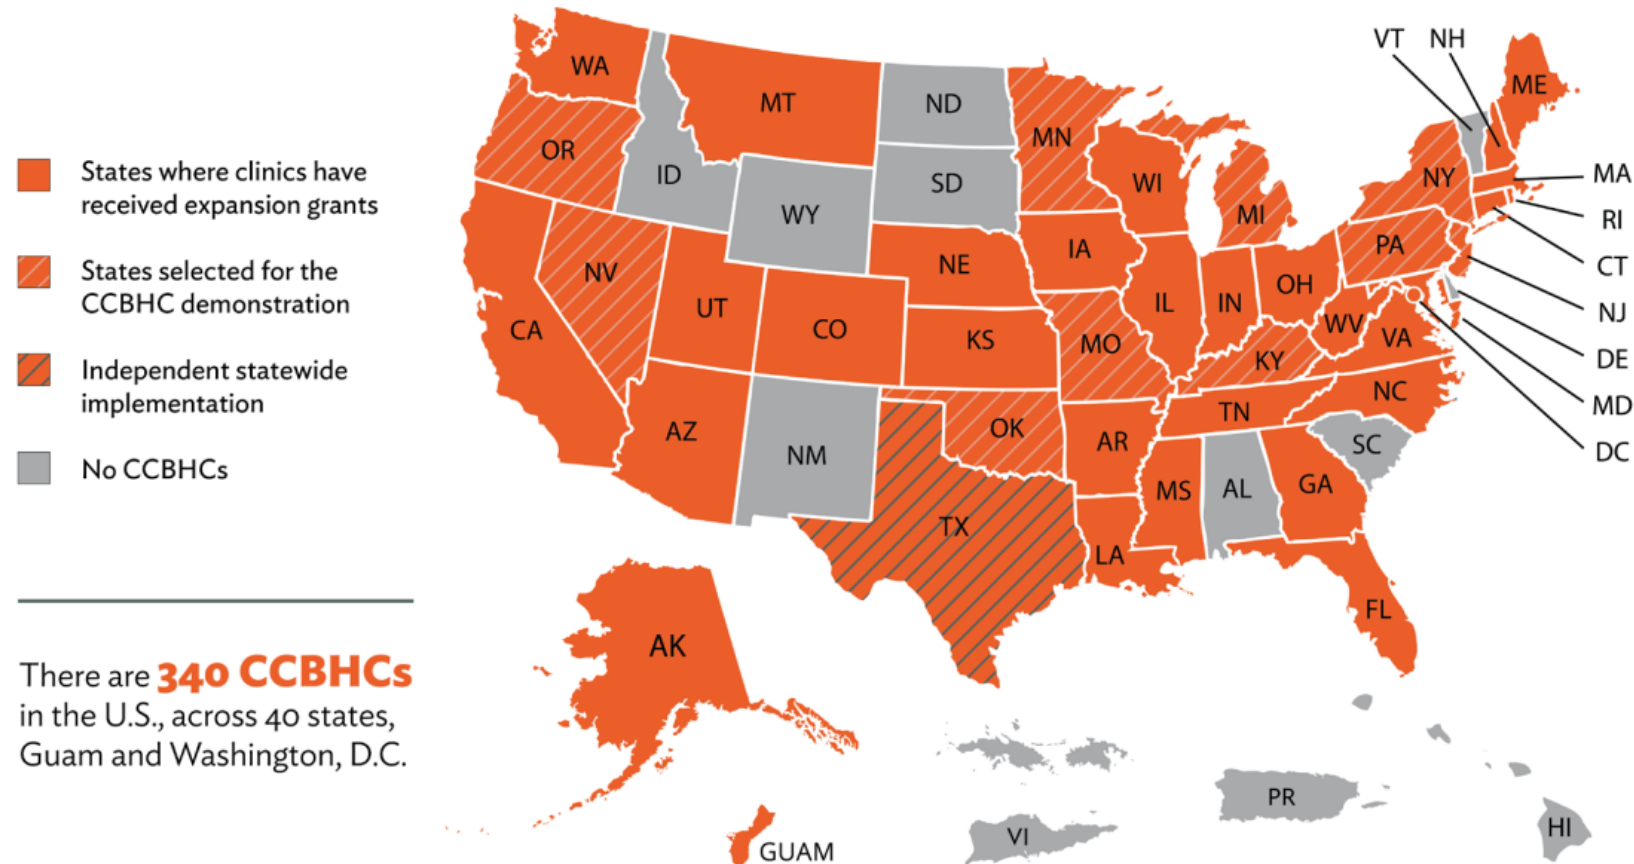 States where clinics have
received expansion grants
States selected for the
CCBHC demonstration
Independent statewide
implementation
No CCBHCs
There are 340 CCBHCs
in the U.S., across 40 states,
Guam and Washington, D.C.
WA
OR
CA
NV
ID
MT
WY
UT
AZ
CO
NM
ND
SD
NE
KS
OK
TX
MN
IA
MO
AR
LA
WI
IL
MI
IN
OH
KY
TN
MS
AL
GA
FL
SC
NC
VA
WV
PA
NY
VT
NH
ME
MA
RI
CT
NJ
DE
MD
DC
AK
GUAM
VI
PR
HI